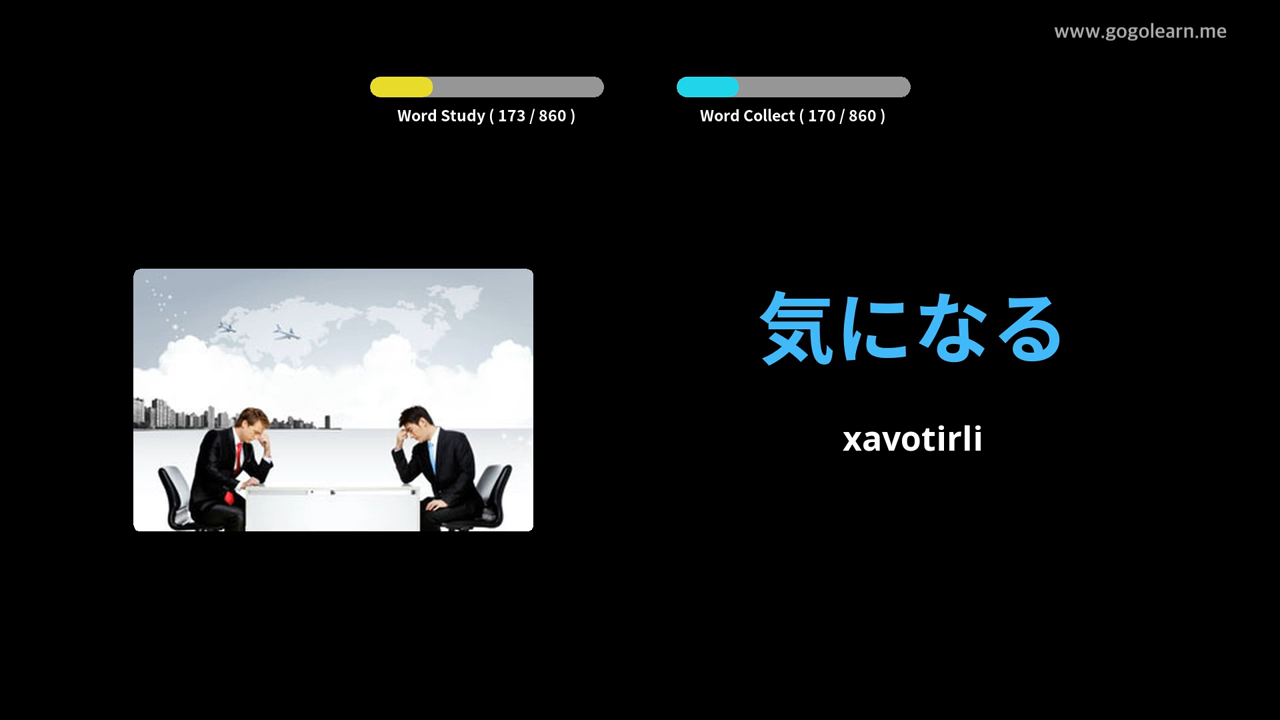 www.gogolearn.me
Word Study ( 173 / 860 )
Word Collect ( 170 / 860 )
気になる
xavotirli